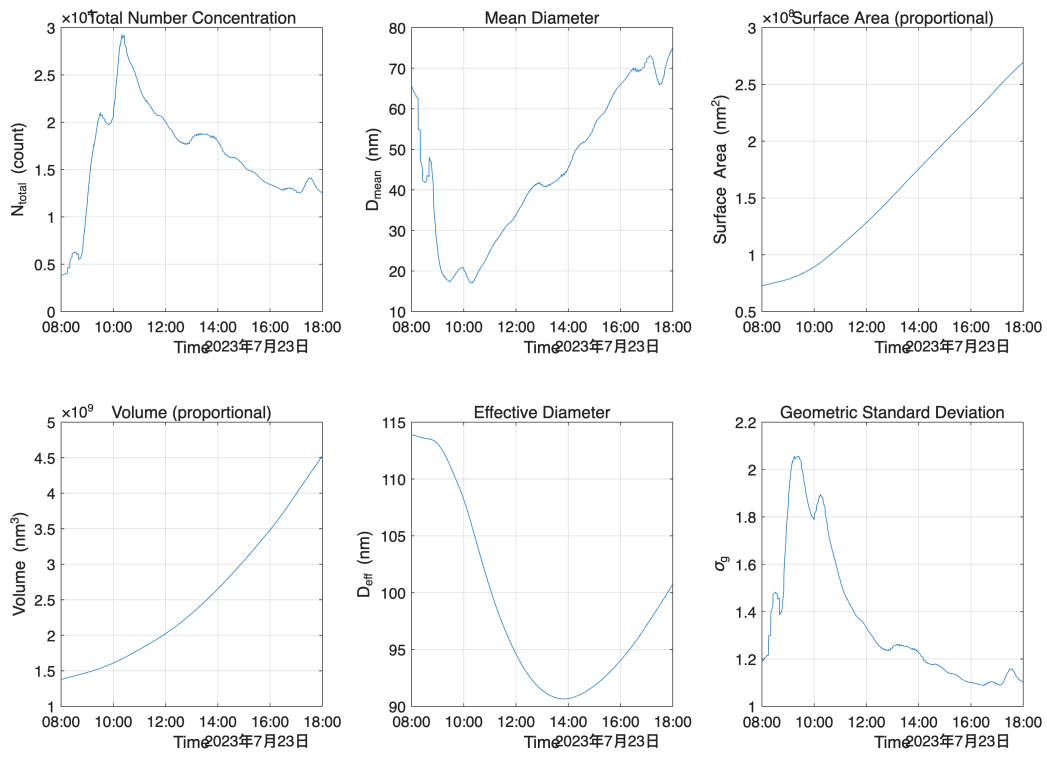 ×10⁴ Total Number Concentration
3
2.5
2
1.5
1
0.5
0
N_total (count)
08:00 10:00 12:00 14:00 16:00 18:00
Time
2023年7月23日
Mean Diameter
80
70
60
50
40
30
20
10
D_mean (nm)
08:00 10:00 12:00 14:00 16:00 18:00
Time
2023年7月23日
×10⁸ Surface Area (proportional)
3
2.5
2
1.5
1
0.5
Surface Area (nm²)
08:00 10:00 12:00 14:00 16:00 18:00
Time
2023年7月23日
×10⁹ Volume (proportional)
5
4.5
4
3.5
3
2.5
2
1.5
1
Volume (nm³)
08:00 10:00 12:00 14:00 16:00 18:00
Time
2023年7月23日
Effective Diameter
115
110
105
100
95
90
D_eff (nm)
08:00 10:00 12:00 14:00 16:00 18:00
Time
2023年7月23日
Geometric Standard Deviation
2.2
2
1.8
1.6
1.4
1.2
1
σ_g
08:00 10:00 12:00 14:00 16:00 18:00
Time
2023年7月23日